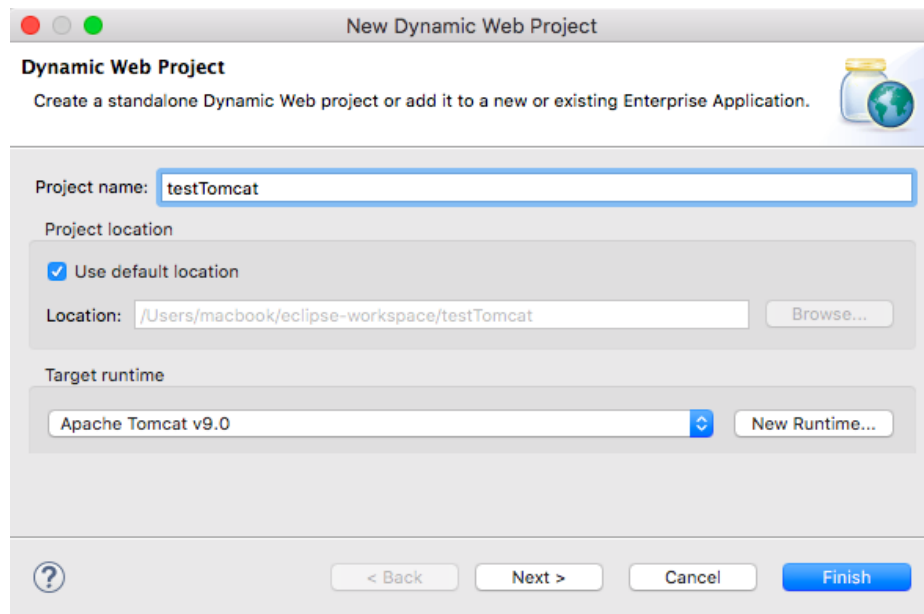 New Dynamic Web Project
Dynamic Web Project
Create a standalone Dynamic Web project or add it to a new or existing Enterprise Application.
Project name: testTomcat
Project location
Use default location
Location: /Users/macbook/eclipse-workspace/testTomcat Browse...
Target runtime
Apache Tomcat v9.0 New Runtime...
? < Back Next > Cancel Finish